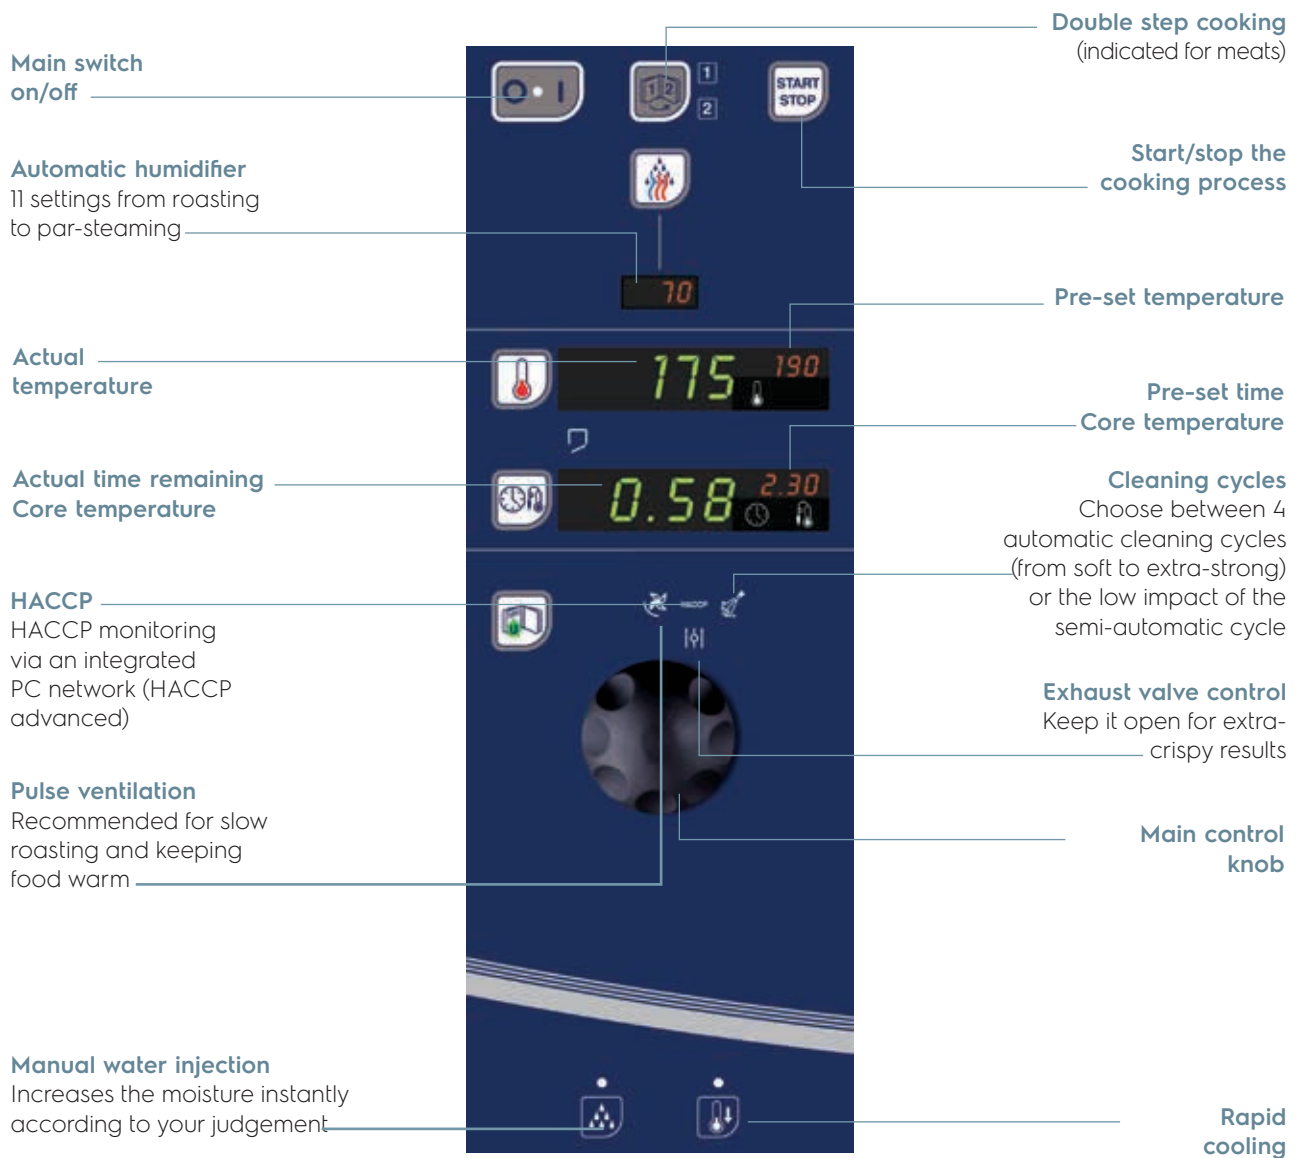 Main switch
on/off
Automatic humidifier
11 settings from roasting
to par-steaming
Actual
temperature
Actual time remaining
Core temperature
HACCP
HACCP monitoring
via an integrated
PC network (HACCP
advanced)
Pulse ventilation
Recommended for slow
roasting and keeping
food warm
Manual water injection
Increases the moisture instantly
according to your judgement
O I
1 2
1
2
START
STOP
70
175 190
0.58 2.30
HACCP
Double step cooking
(indicated for meats)
Start/stop the
cooking process
Pre-set temperature
Pre-set time
Core temperature
Cleaning cycles
Choose between 4
automatic cleaning cycles
(from soft to extra-strong)
or the low impact of the
semi-automatic cycle
Exhaust valve control
Keep it open for extra-
crispy results
Main control
knob
Rapid
cooling